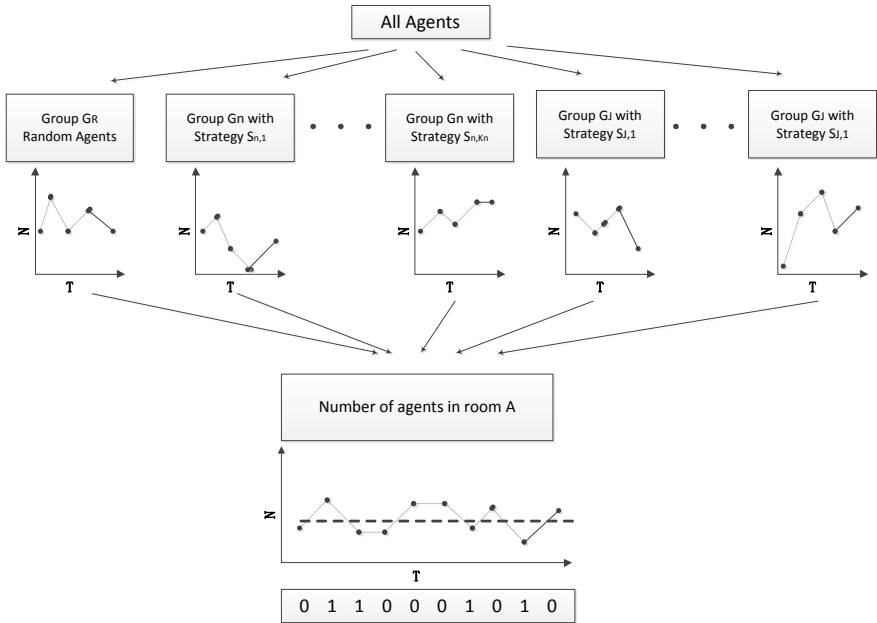 All Agents
Group GR
Random Agents
Group Gn with
Strategy Sn,1
Group Gn with
Strategy Sn,Kn
Group GJ with
Strategy SJ,1
Group GJ with
Strategy SJ,1
N
T
N
T
N
T
N
T
N
T
Number of agents in room A
N
T
0 1 1 0 0 0 1 0 1 0